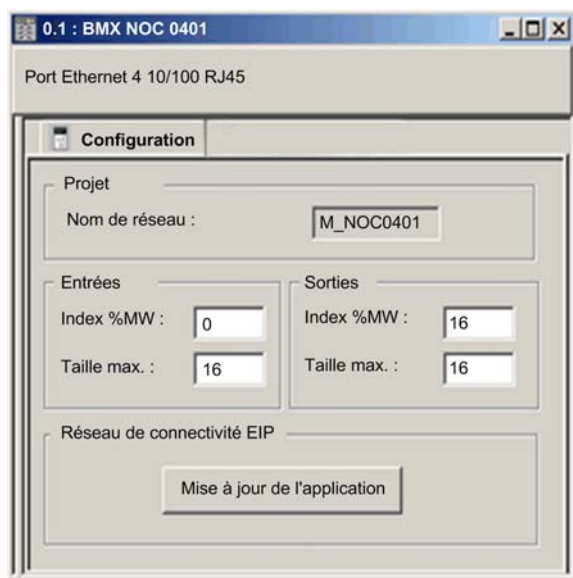 0.1 : BMX NOC 0401
Port Ethernet 4 10/100 RJ45
Configuration
Projet
Nom de réseau : M_NOC0401
Entrées
Index %MW : 0
Taille max. : 16
Sorties
Index %MW : 16
Taille max. : 16
Réseau de connectivité EIP
Mise à jour de l'application